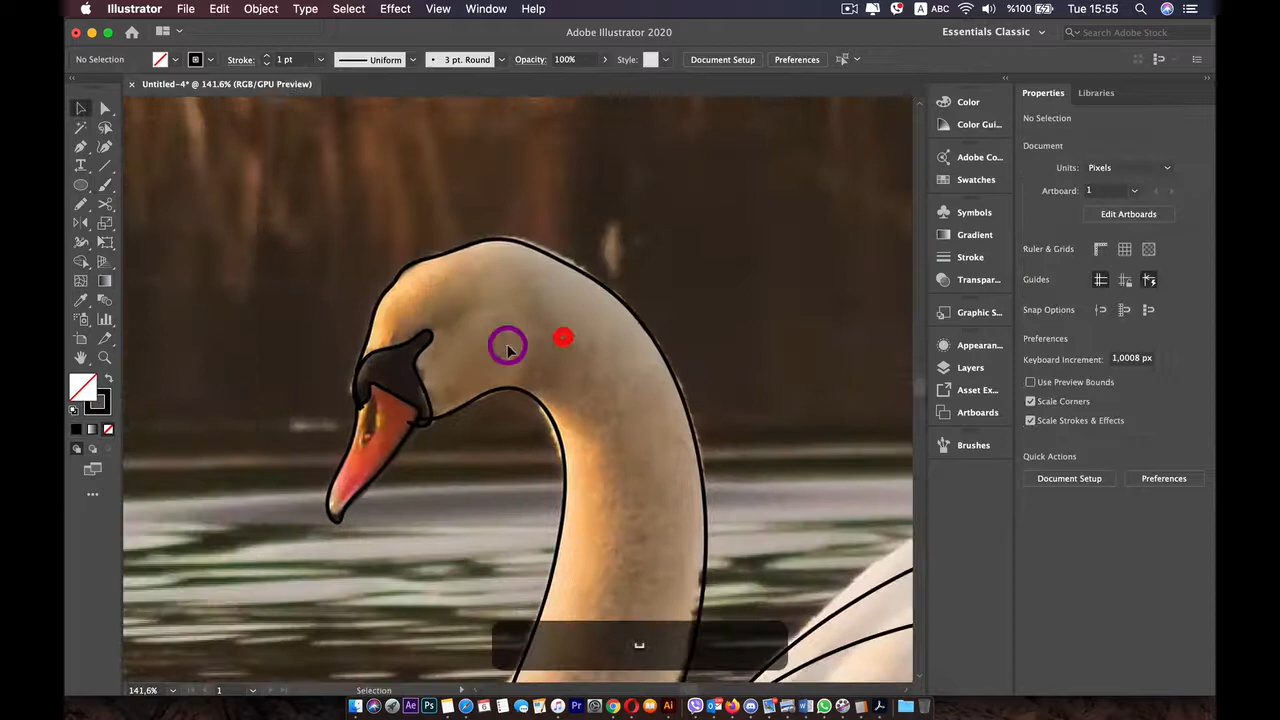 Illustrator File Edit Object Type Select Effect View Window Help A ABC %100 Tue 15:55
Adobe Illustrator 2020 Essentials Classic Search Adobe Stock
No Selection Stroke: 1 pt Uniform 3 pt. Round Opacity: 100% Style: Document Setup Preferences
× Untitled-4* @ 141.6% (RGB/GPU Preview)
Color
Color Gui...
Adobe Co...
Swatches
Symbols
Gradient
Stroke
Transpar...
Graphic S...
Appearan...
Layers
Asset Ex...
Artboards
Brushes
Properties Libraries
No Selection
Document
Units: Pixels
Artboard: 1
Edit Artboards
Ruler & Grids
Guides
Snap Options
Preferences
Keyboard Increment: 1,0008 px
Use Preview Bounds
Scale Corners
Scale Strokes & Effects
Quick Actions
Document Setup Preferences
141,6% 1 Selection
Ae Ps Pr Ai